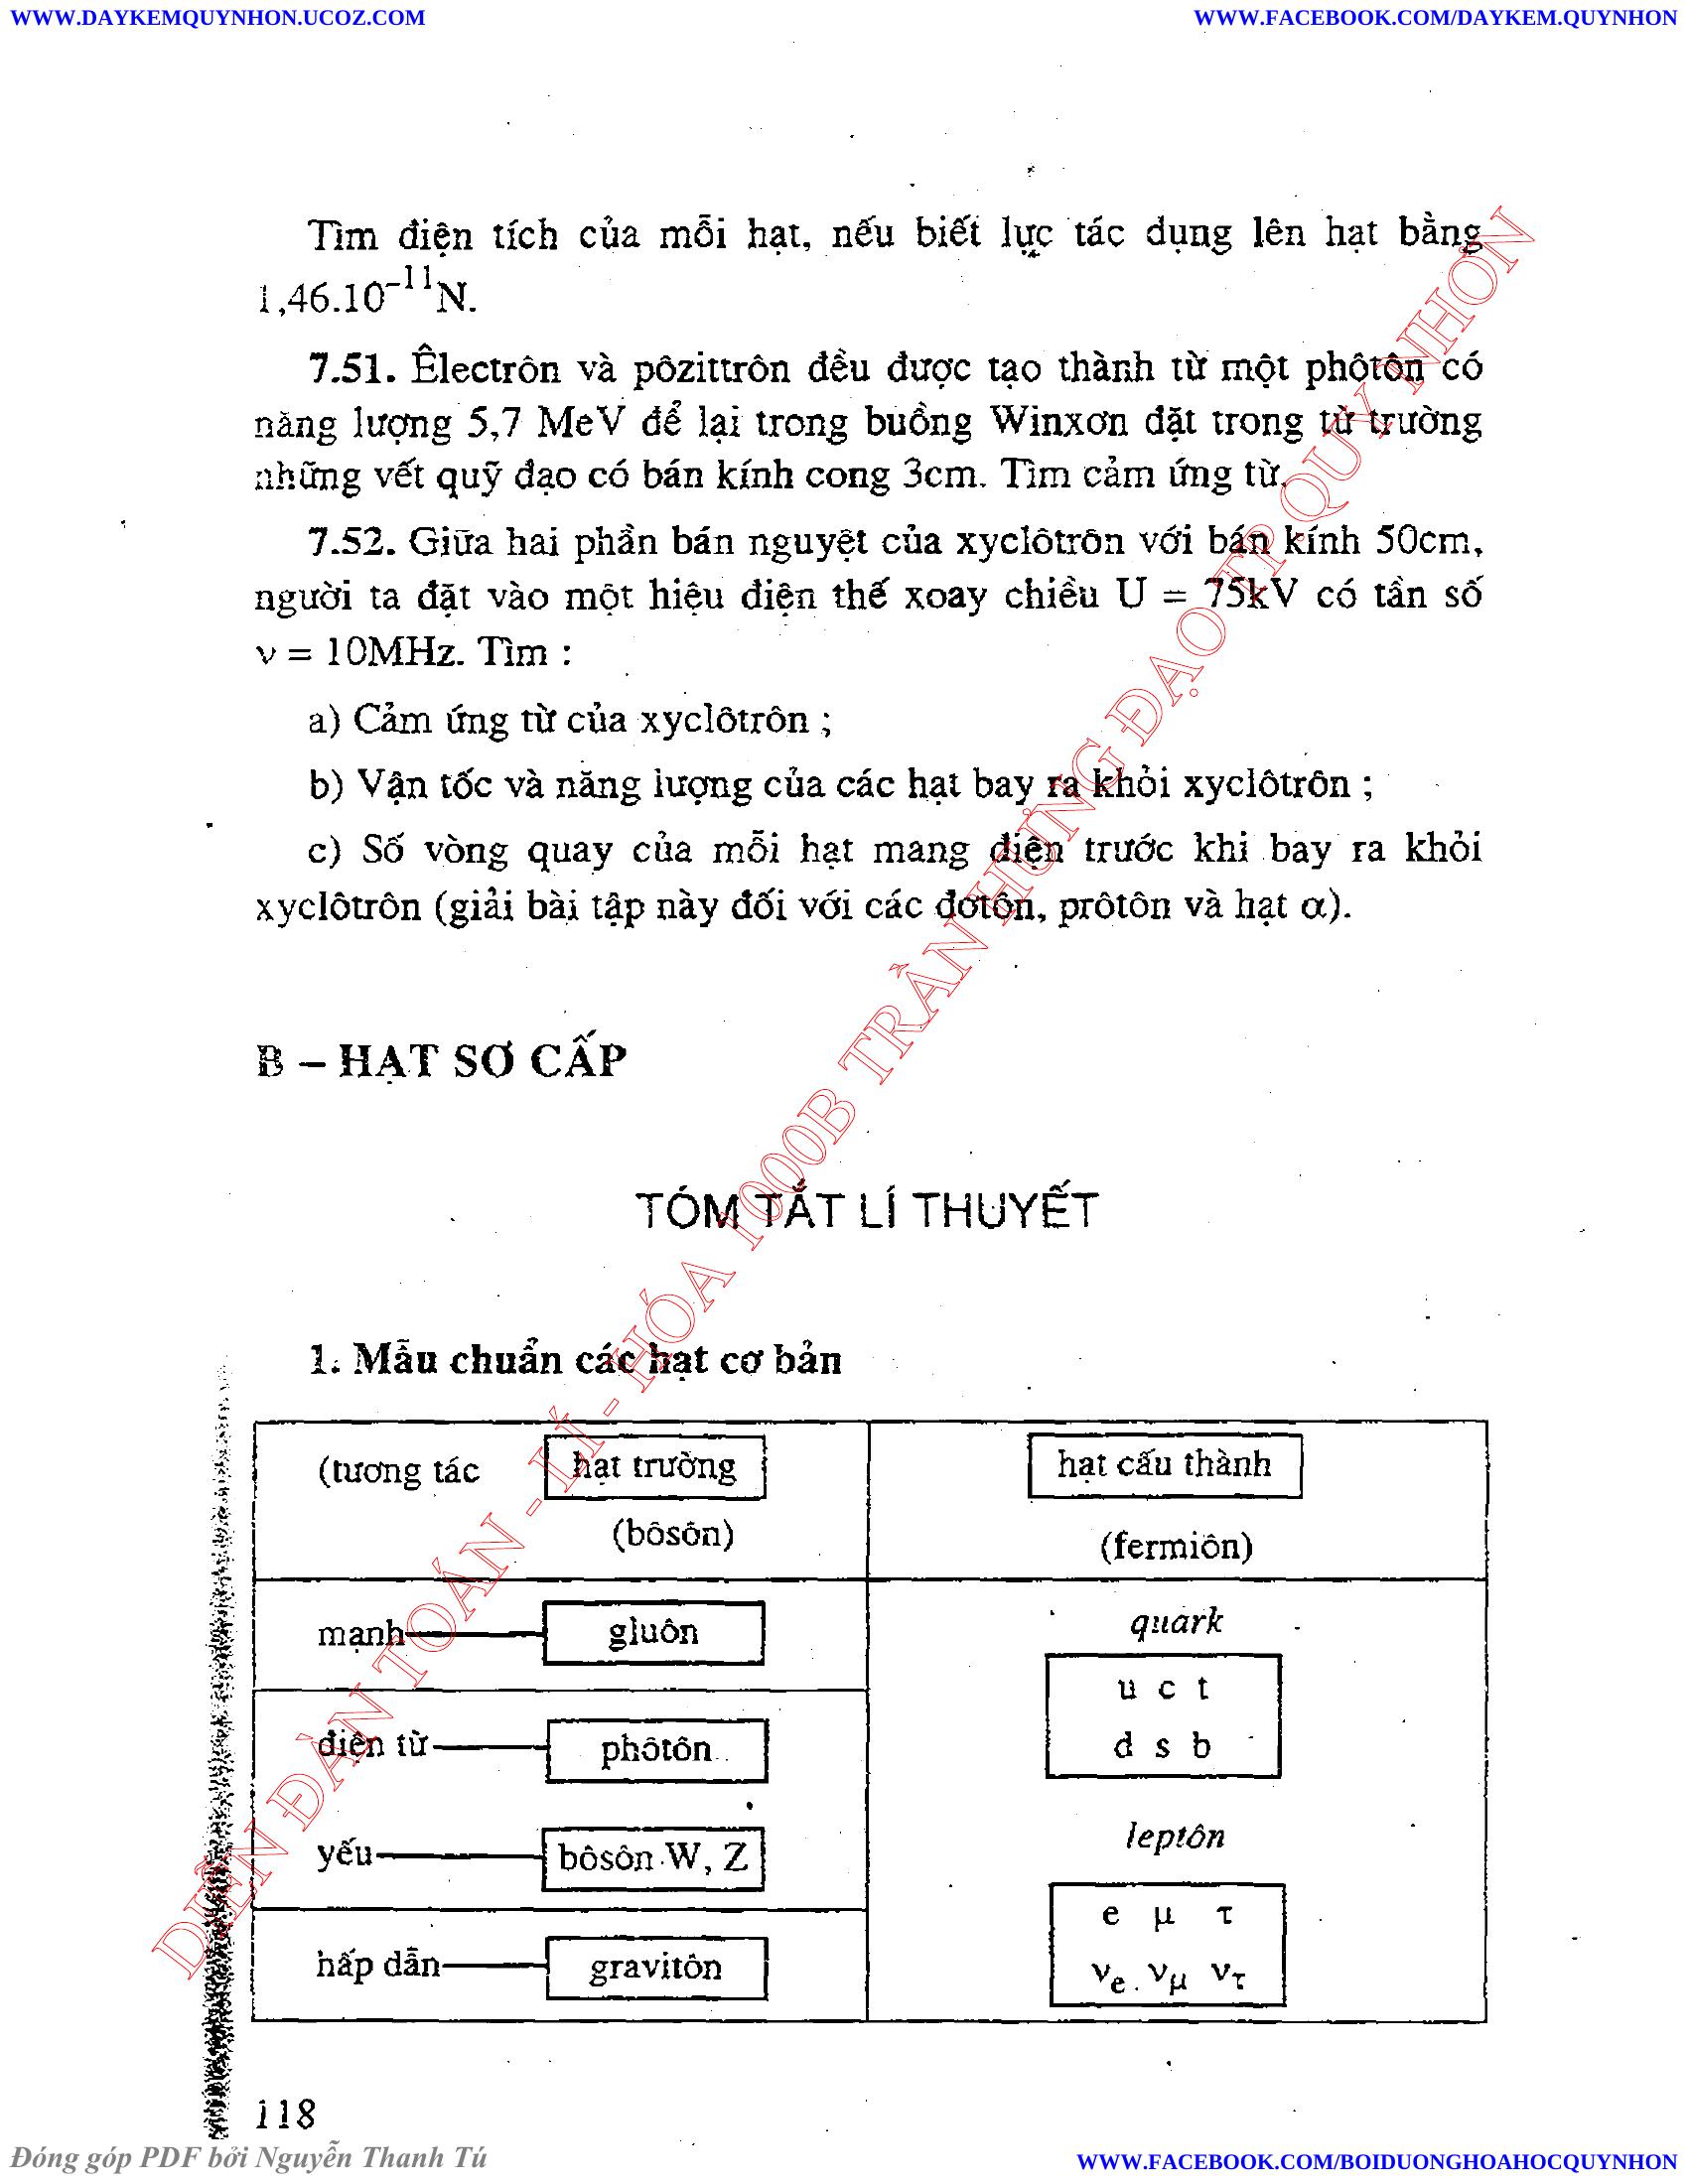 WWW.DAYKEMQUYNHON.UCOZ.COM
WWW.FACEBOOK.COM/DAYKEM.QUYNHON
Tìm điện tích của mỗi hạt, nếu biết lực tác dụng lên hạt bằng
1,46.10⁻¹¹N.
7.51. Êlectrôn và pôzittrôn đều được tạo thành từ một phôtôn có
năng lượng 5,7 MeV để lại trong buồng Winxơn đặt trong từ trường
những vết quỹ đạo có bán kính cong 3cm. Tìm cảm ứng từ.
7.52. Giữa hai phần bán nguyệt của xyclôtrôn với bán kính 50cm,
người ta đặt vào một hiệu điện thế xoay chiều U = 75kV có tần số
ν = 10MHz. Tìm :
a) Cảm ứng từ của xyclôtrôn ;
b) Vận tốc và năng lượng của các hạt bay ra khỏi xyclôtrôn ;
c) Số vòng quay của mỗi hạt mang điện trước khi bay ra khỏi
xyclôtrôn (giải bài tập này đối với các đơtôn, prôtôn và hạt α).
B – HẠT SƠ CẤP
TÓM TẮT LÍ THUYẾT
1. Mẫu chuẩn các hạt cơ bản
(tương tác hạt trường
(bôsôn)
hạt cấu thành
(fermiôn)
mạnh gluôn
điện từ phôtôn
yếu bôsôn W, Z
hấp dẫn gravitôn
quark
u c t
d s b
leptôn
e μ τ
νₑ ν_μ ν_τ
118
DIỄN ĐÀN TOÁN - LÍ - HÓA 1000B TRẦN HƯNG ĐẠO TP.QUY NHƠN
Đóng góp PDF bởi Nguyễn Thanh Tú
WWW.FACEBOOK.COM/BOIDUONGHOAHOCQUYNHON